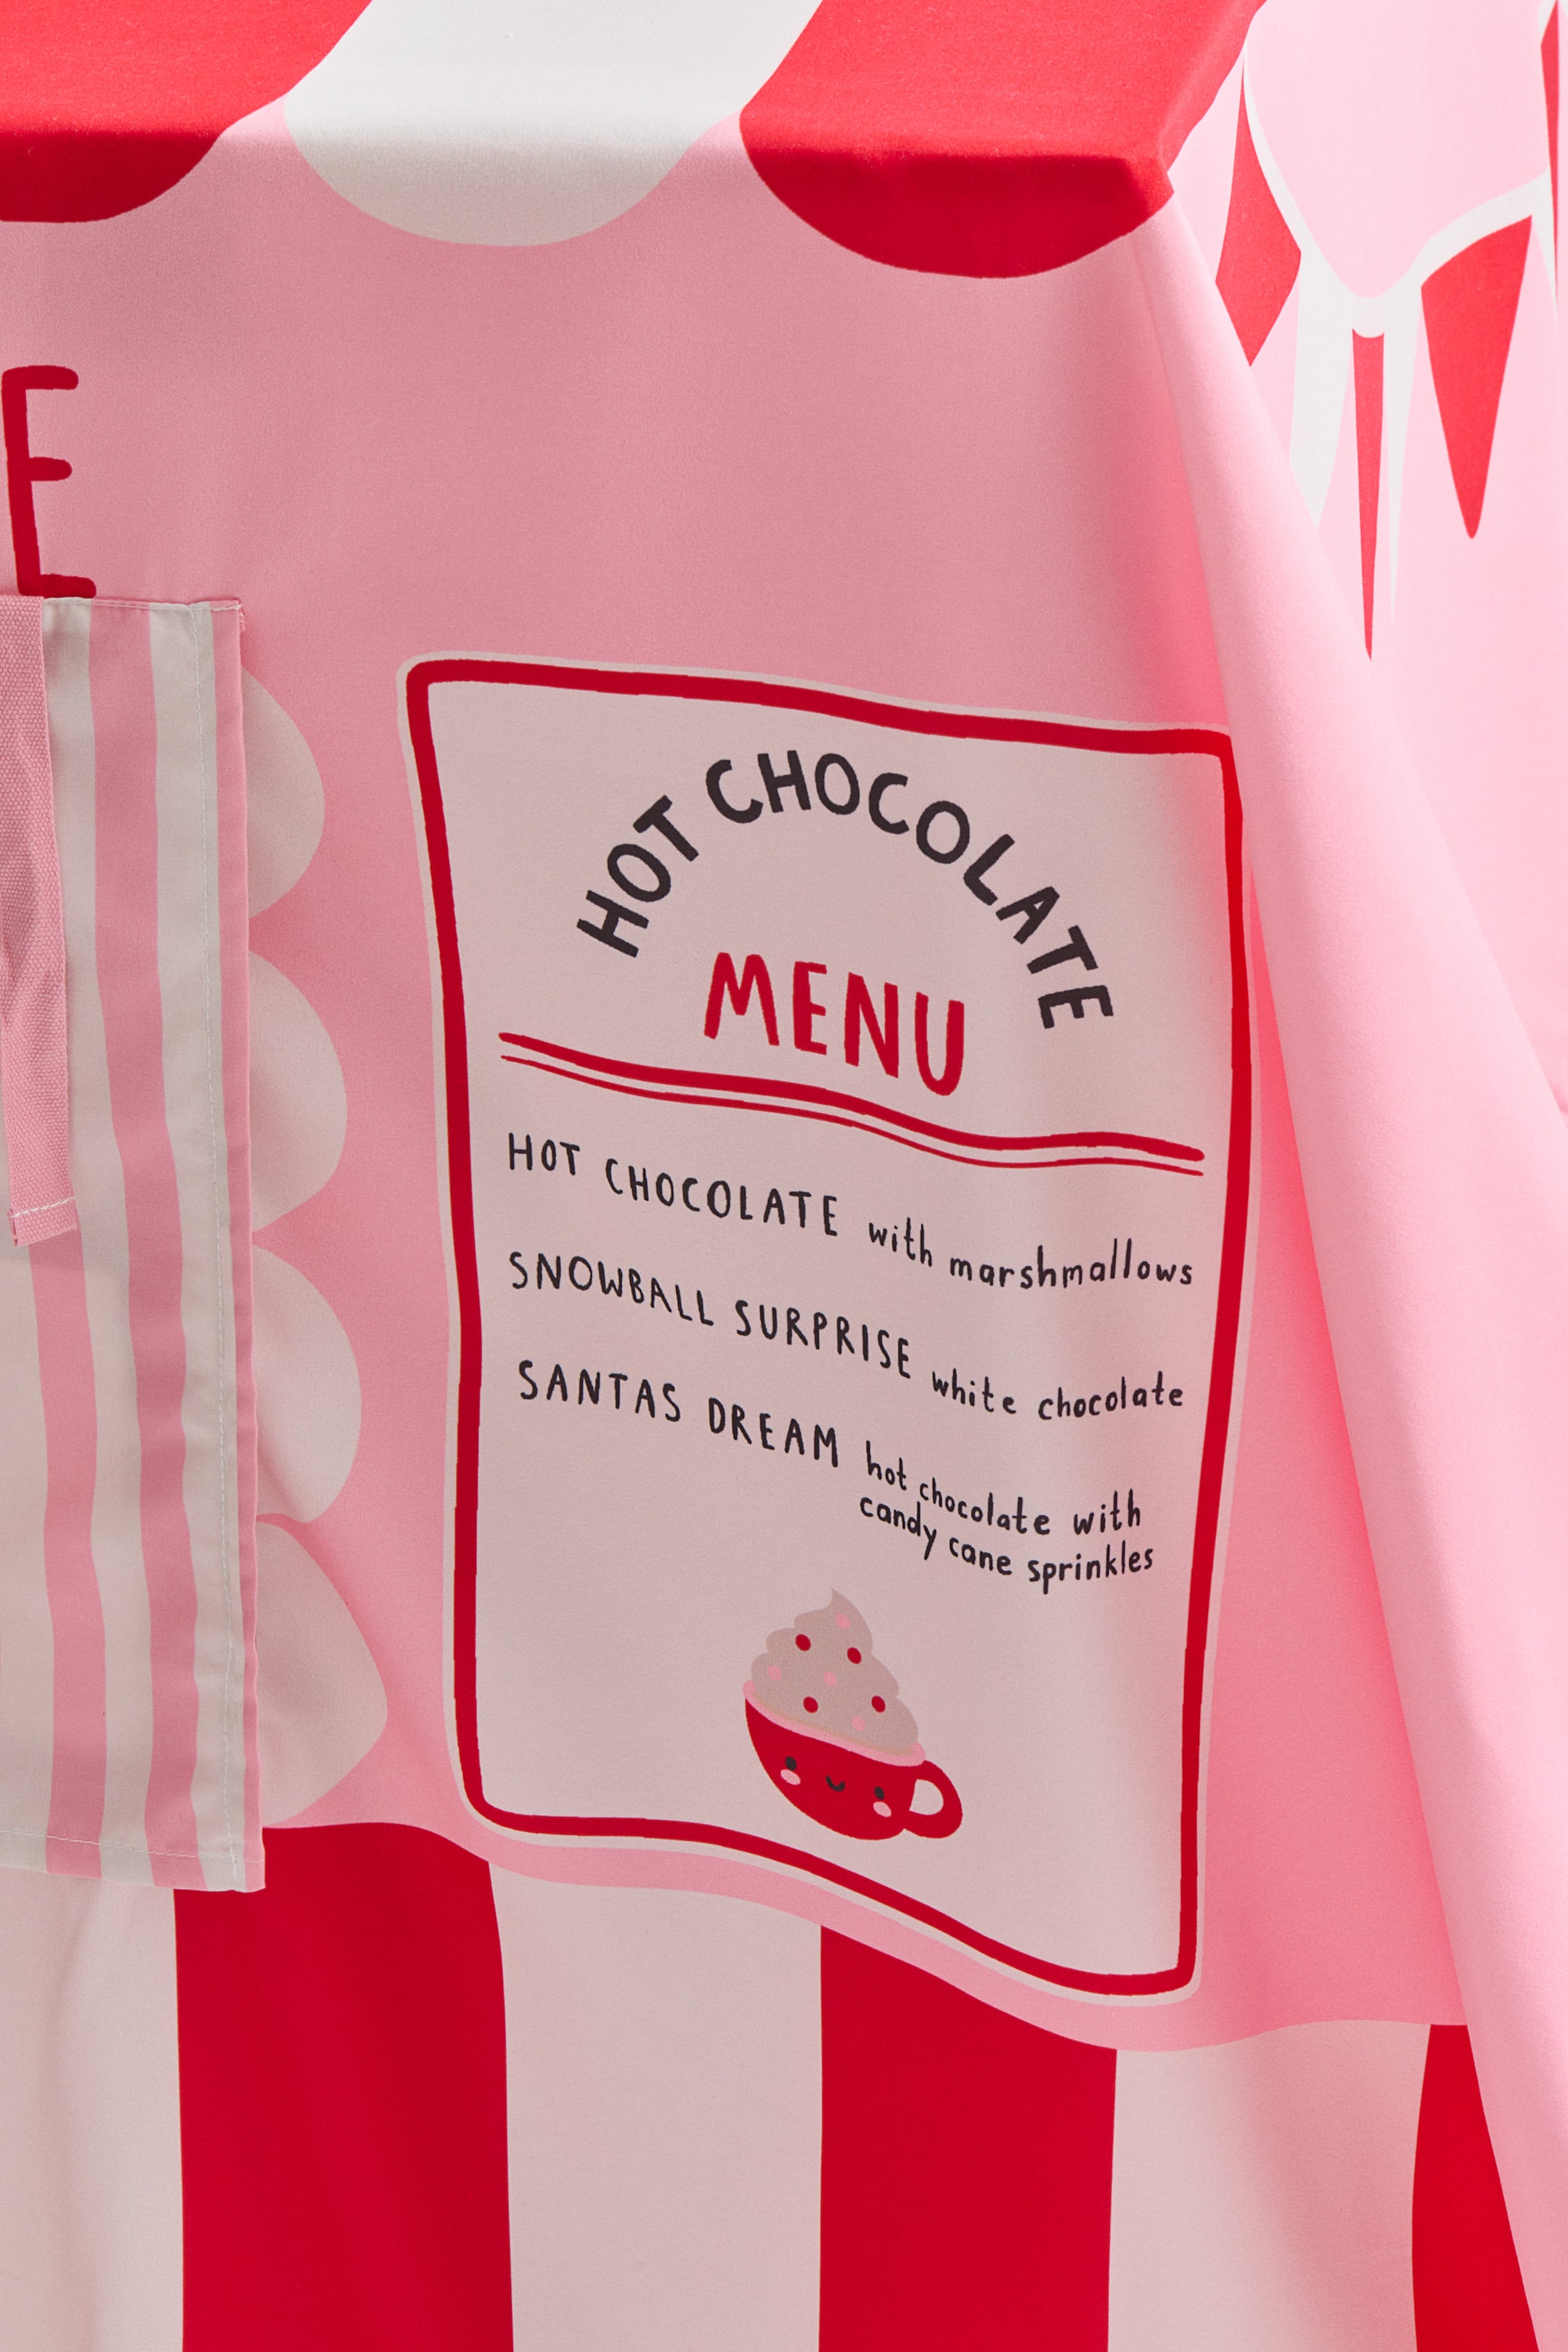 E
HOT CHOCOLATE
MENU
HOT CHOCOLATE with marshmallows
SNOWBALL SURPRISE white chocolate
SANTAS DREAM hot chocolate with
candy cane sprinkles